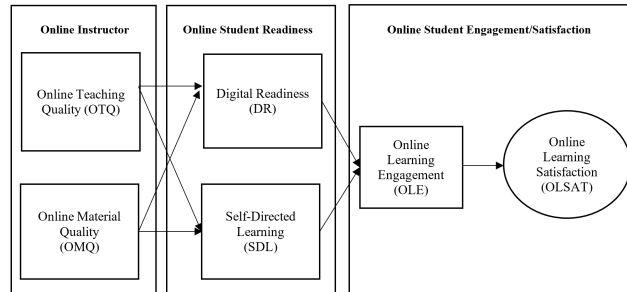 Online Instructor
Online Teaching
Quality (OTQ)
Online Material
Quality
(OMQ)
Online Student Readiness
Digital Readiness
(DR)
Self-Directed
Learning
(SDL)
Online Student Engagement/Satisfaction
Online
Learning
Engagement
(OLE)
Online
Learning
Satisfaction
(OLSAT)